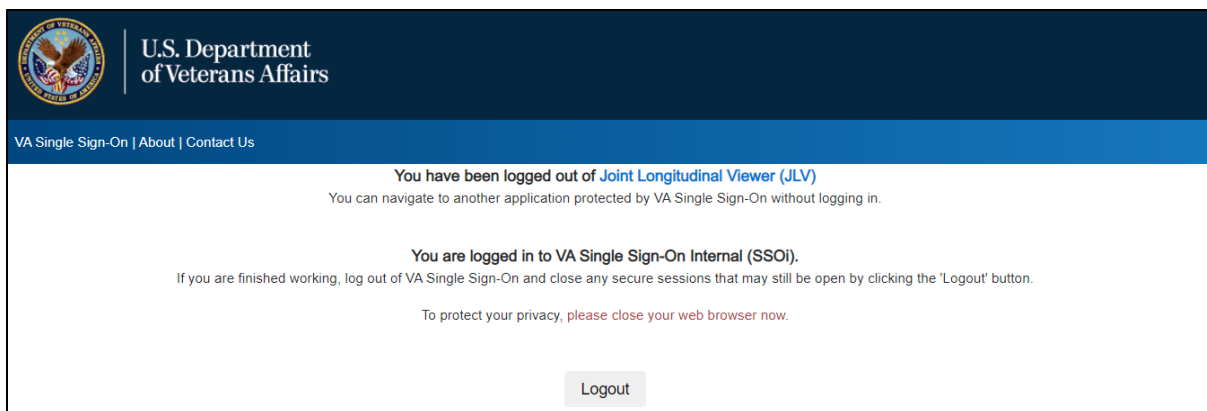 U.S. Department
of Veterans Affairs
VA Single Sign-On | About | Contact Us
You have been logged out of Joint Longitudinal Viewer (JLV)
You can navigate to another application protected by VA Single Sign-On without logging in.
You are logged in to VA Single Sign-On Internal (SSOi).
If you are finished working, log out of VA Single Sign-On and close any secure sessions that may still be open by clicking the 'Logout' button.
To protect your privacy, please close your web browser now.
Logout